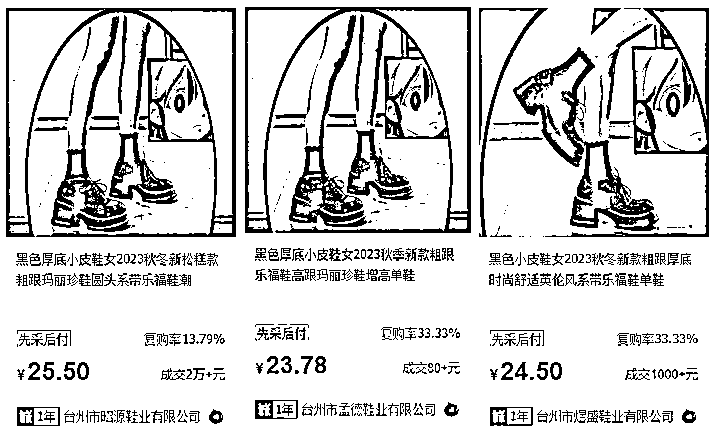 黑色厚底小皮鞋女2023秋冬新松糕款
粗跟玛丽珍鞋圆头系带乐福鞋潮
先采后付 复购率13.79%
¥25.50 成交2万+元
1年 台州市昭源鞋业有限公司
黑色厚底小皮鞋女2023秋季新款粗跟
乐福鞋高跟玛丽珍鞋增高单鞋
先采后付 复购率33.33%
¥23.78 成交80+元
1年 台州市孟德鞋业有限公司
黑色小皮鞋女2023秋冬新款粗跟厚底
时尚舒适英伦风系带乐福鞋单鞋
先采后付 复购率33.33%
¥24.50 成交1000+元
1年 台州市煜盛鞋业有限公司